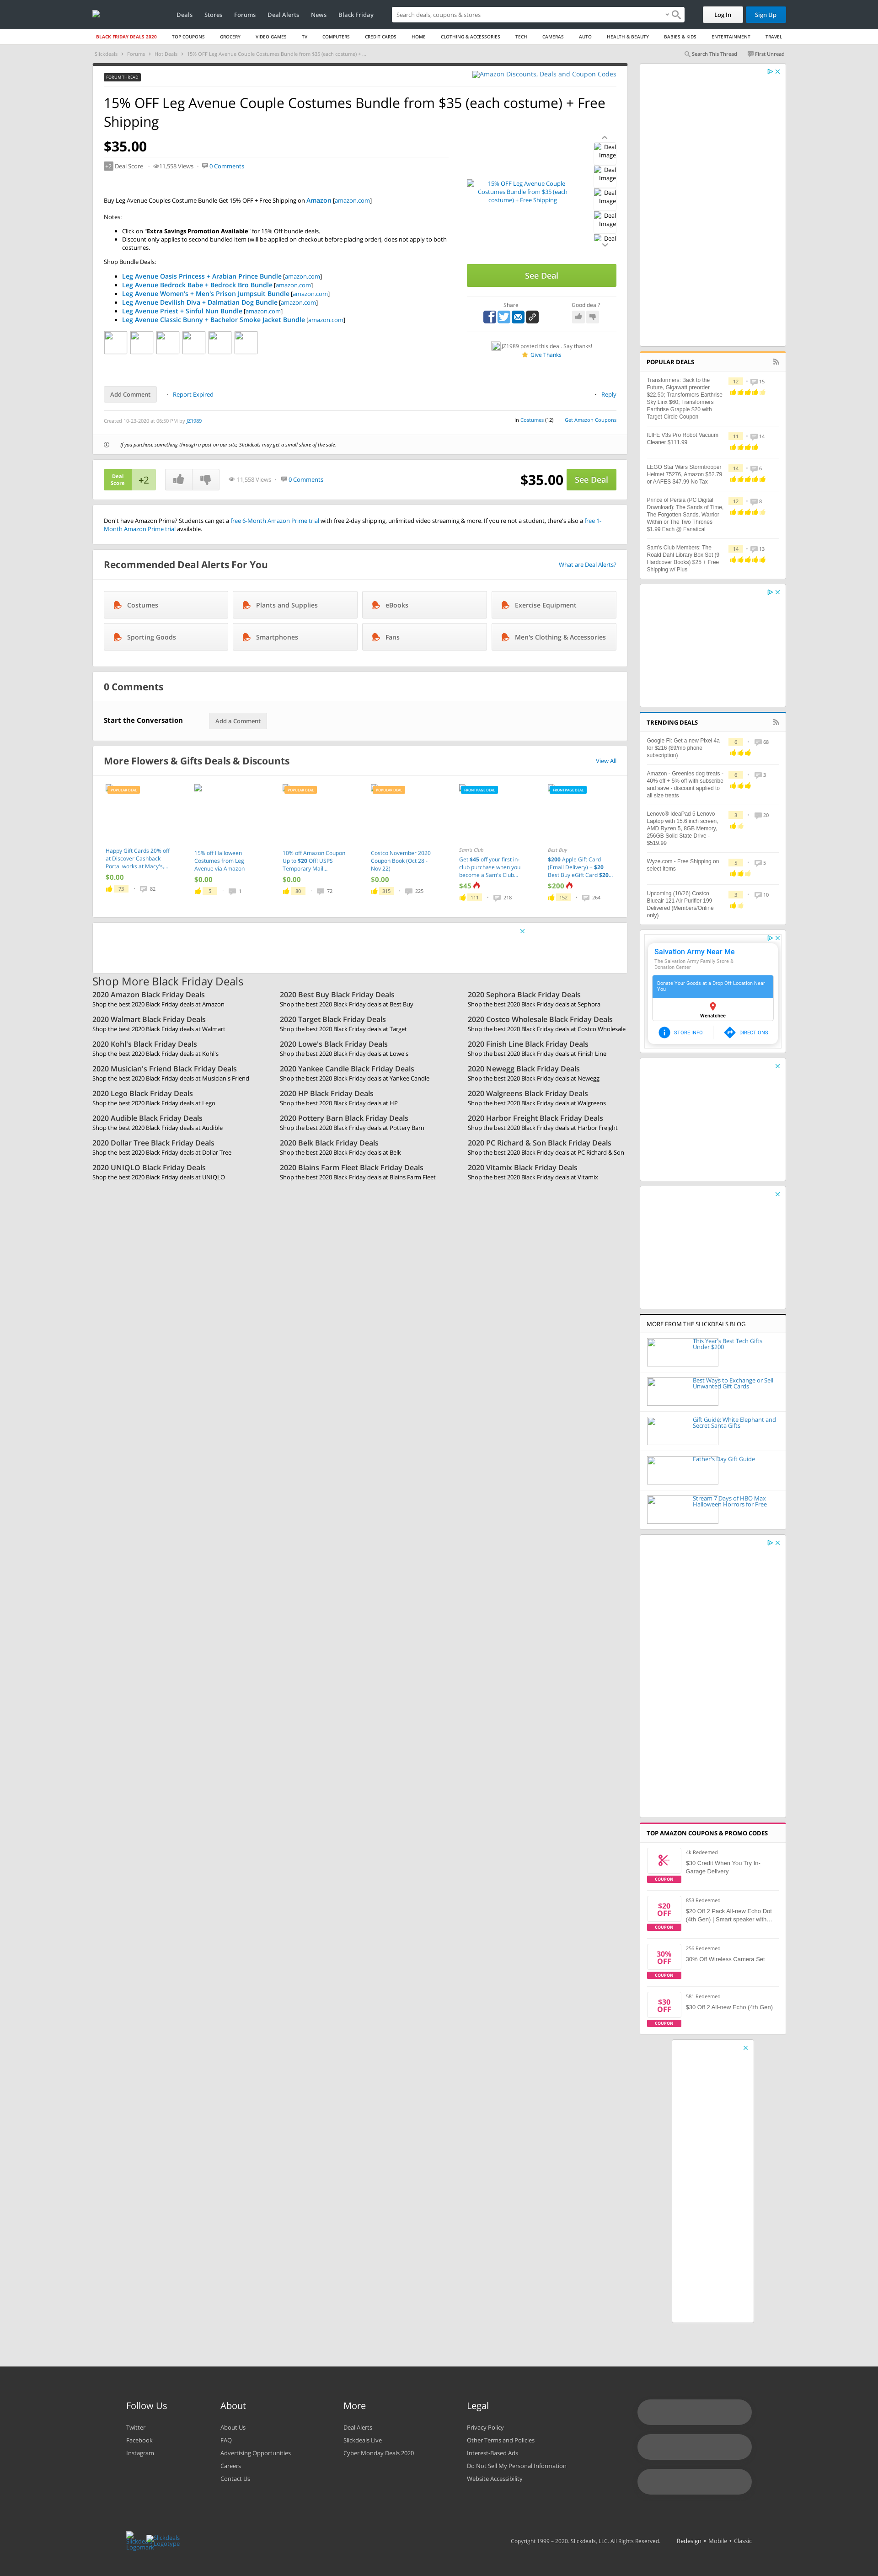 Deals Stores Forums Deal Alerts News Black Friday
Search deals, coupons & stores
Log In Sign Up
BLACK FRIDAY DEALS 2020 TOP COUPONS GROCERY VIDEO GAMES TV COMPUTERS CREDIT CARDS HOME CLOTHING & ACCESSORIES TECH CAMERAS AUTO HEALTH & BEAUTY BABIES & KIDS ENTERTAINMENT TRAVEL
Slickdeals Forums Hot Deals 15% OFF Leg Avenue Couple Costumes Bundle from $35 (each costume) + ...
Search This Thread First Unread
FORUM THREAD
Amazon Discounts, Deals and Coupon Codes
15% OFF Leg Avenue Couple Costumes Bundle from $35 (each costume) + Free
Shipping
$35.00
+2 Deal Score 11,558 Views 0 Comments
Buy Leg Avenue Couples Costume Bundle Get 15% OFF + Free Shipping on Amazon [amazon.com]
Notes:
Click on "Extra Savings Promotion Available" for 15% Off bundle deals.
Discount only applies to second bundled item (will be applied on checkout before placing order), does not apply to both
costumes.
Shop Bundle Deals:
Leg Avenue Oasis Princess + Arabian Prince Bundle [amazon.com]
Leg Avenue Bedrock Babe + Bedrock Bro Bundle [amazon.com]
Leg Avenue Women's + Men's Prison Jumpsuit Bundle [amazon.com]
Leg Avenue Devilish Diva + Dalmatian Dog Bundle [amazon.com]
Leg Avenue Priest + Sinful Nun Bundle [amazon.com]
Leg Avenue Classic Bunny + Bachelor Smoke Jacket Bundle [amazon.com]
15% OFF Leg Avenue Couple
Costumes Bundle from $35 (each
costume) + Free Shipping
Deal
Image
Deal
Image
Deal
Image
Deal
Image
Deal
See Deal
Share Good deal?
JZ1989 posted this deal. Say thanks!
Give Thanks
Add Comment Report Expired Reply
Created 10-23-2020 at 06:50 PM by JZ1989
in Costumes (12) Get Amazon Coupons
If you purchase something through a post on our site, Slickdeals may get a small share of the sale.
Deal
Score
+2
11,558 Views 0 Comments
$35.00 See Deal
Don't have Amazon Prime? Students can get a free 6-Month Amazon Prime trial with free 2-day shipping, unlimited video streaming & more. If you're not a student, there's also a free 1-
Month Amazon Prime trial available.
Recommended Deal Alerts For You
What are Deal Alerts?
Costumes Plants and Supplies eBooks Exercise Equipment
Sporting Goods Smartphones Fans Men's Clothing & Accessories
0 Comments
Start the Conversation Add a Comment
More Flowers & Gifts Deals & Discounts
View All
POPULAR DEAL
Happy Gift Cards 20% off
at Discover Cashback
Portal works at Macy's,...
$0.00
73 82
15% off Halloween
Costumes from Leg
Avenue via Amazon
$0.00
5 1
POPULAR DEAL
10% off Amazon Coupon
Up to $20 Off! USPS
Temporary Mail...
$0.00
80 72
POPULAR DEAL
Costco November 2020
Coupon Book (Oct 28 -
Nov 22)
$0.00
315 225
FRONTPAGE DEAL
Sam's Club
Get $45 off your first in-
club purchase when you
become a Sam's Club...
$45
111 218
FRONTPAGE DEAL
Best Buy
$200 Apple Gift Card
(Email Delivery) + $20
Best Buy eGift Card $20...
$200
152 264
Shop More Black Friday Deals
2020 Amazon Black Friday Deals
Shop the best 2020 Black Friday deals at Amazon
2020 Best Buy Black Friday Deals
Shop the best 2020 Black Friday deals at Best Buy
2020 Sephora Black Friday Deals
Shop the best 2020 Black Friday deals at Sephora
2020 Walmart Black Friday Deals
Shop the best 2020 Black Friday deals at Walmart
2020 Target Black Friday Deals
Shop the best 2020 Black Friday deals at Target
2020 Costco Wholesale Black Friday Deals
Shop the best 2020 Black Friday deals at Costco Wholesale
2020 Kohl's Black Friday Deals
Shop the best 2020 Black Friday deals at Kohl's
2020 Lowe's Black Friday Deals
Shop the best 2020 Black Friday deals at Lowe's
2020 Finish Line Black Friday Deals
Shop the best 2020 Black Friday deals at Finish Line
2020 Musician's Friend Black Friday Deals
Shop the best 2020 Black Friday deals at Musician's Friend
2020 Yankee Candle Black Friday Deals
Shop the best 2020 Black Friday deals at Yankee Candle
2020 Newegg Black Friday Deals
Shop the best 2020 Black Friday deals at Newegg
2020 Lego Black Friday Deals
Shop the best 2020 Black Friday deals at Lego
2020 HP Black Friday Deals
Shop the best 2020 Black Friday deals at HP
2020 Walgreens Black Friday Deals
Shop the best 2020 Black Friday deals at Walgreens
2020 Audible Black Friday Deals
Shop the best 2020 Black Friday deals at Audible
2020 Pottery Barn Black Friday Deals
Shop the best 2020 Black Friday deals at Pottery Barn
2020 Harbor Freight Black Friday Deals
Shop the best 2020 Black Friday deals at Harbor Freight
2020 Dollar Tree Black Friday Deals
Shop the best 2020 Black Friday deals at Dollar Tree
2020 Belk Black Friday Deals
Shop the best 2020 Black Friday deals at Belk
2020 PC Richard & Son Black Friday Deals
Shop the best 2020 Black Friday deals at PC Richard & Son
2020 UNIQLO Black Friday Deals
Shop the best 2020 Black Friday deals at UNIQLO
2020 Blains Farm Fleet Black Friday Deals
Shop the best 2020 Black Friday deals at Blains Farm Fleet
2020 Vitamix Black Friday Deals
Shop the best 2020 Black Friday deals at Vitamix
POPULAR DEALS
Transformers: Back to the
Future, Gigawatt preorder
$22.50; Transformers Earthrise
Sky Linx $60; Transformers
Earthrise Grapple $20 with
Target Circle Coupon
12 15
ILIFE V3s Pro Robot Vacuum
Cleaner $111.99
11 14
LEGO Star Wars Stormtrooper
Helmet 75276, Amazon $52.79
or AAFES $47.99 No Tax
14 6
Prince of Persia (PC Digital
Download): The Sands of Time,
The Forgotten Sands, Warrior
Within or The Two Thrones
$1.99 Each @ Fanatical
12 8
Sam's Club Members: The
Roald Dahl Library Box Set (9
Hardcover Books) $25 + Free
Shipping w/ Plus
14 13
TRENDING DEALS
Google Fi: Get a new Pixel 4a
for $216 ($9/mo phone
subscription)
6 68
Amazon - Greenies dog treats -
40% off + 5% off with subscribe
and save - discount applied to
all size treats
6 3
Lenovo® IdeaPad 5 Lenovo
Laptop with 15.6 inch screen,
AMD Ryzen 5, 8GB Memory,
256GB Solid State Drive -
$519.99
3 20
Wyze.com - Free Shipping on
select items
5 5
Upcoming (10/26) Costco
Blueair 121 Air Purifier 199
Delivered (Members/Online
only)
3 10
Salvation Army Near Me
The Salvation Army Family Store &
Donation Center
Donate Your Goods at a Drop Off Location Near
You
Wenatchee
STORE INFO DIRECTIONS
MORE FROM THE SLICKDEALS BLOG
This Year's Best Tech Gifts
Under $200
Best Ways to Exchange or Sell
Unwanted Gift Cards
Gift Guide: White Elephant and
Secret Santa Gifts
Father's Day Gift Guide
Stream 7 Days of HBO Max
Halloween Horrors for Free
TOP AMAZON COUPONS & PROMO CODES
COUPON
4k Redeemed
$30 Credit When You Try In-
Garage Delivery
$20
OFF
COUPON
853 Redeemed
$20 Off 2 Pack All-new Echo Dot
(4th Gen) | Smart speaker with...
30%
OFF
COUPON
256 Redeemed
30% Off Wireless Camera Set
$30
OFF
COUPON
581 Redeemed
$30 Off 2 All-new Echo (4th Gen)
Follow Us
Twitter
Facebook
Instagram
About
About Us
FAQ
Advertising Opportunities
Careers
Contact Us
More
Deal Alerts
Slickdeals Live
Cyber Monday Deals 2020
Legal
Privacy Policy
Other Terms and Policies
Interest-Based Ads
Do Not Sell My Personal Information
Website Accessibility
Slickdeals
Logotype
Copyright 1999 – 2020. Slickdeals, LLC. All Rights Reserved. Redesign • Mobile • Classic